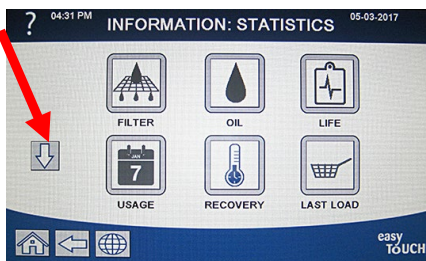 ? 04:31 PM INFORMATION: STATISTICS 05-03-2017
FILTER OIL LIFE
JAN
7
USAGE RECOVERY LAST LOAD
easy
TOUCH